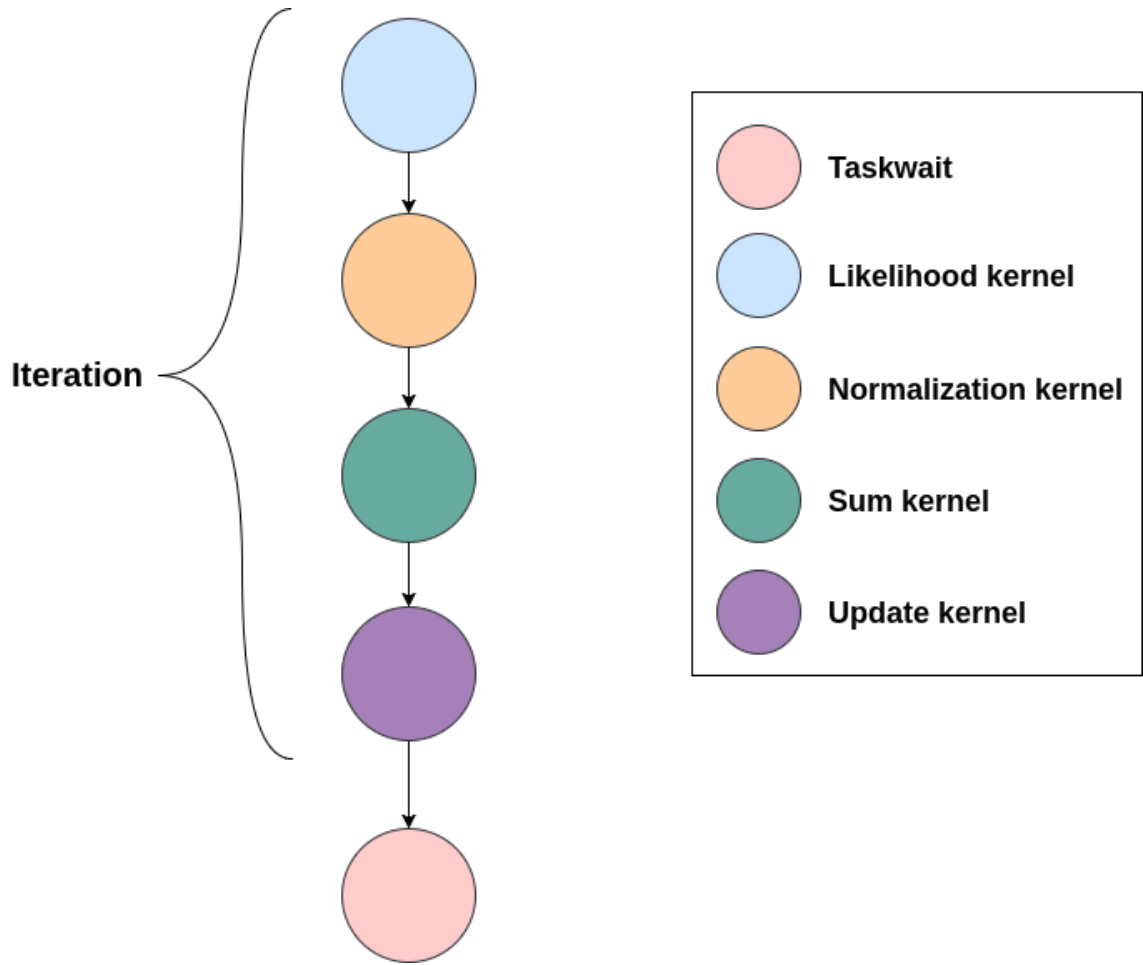 Iteration
Taskwait
Likelihood kernel
Normalization kernel
Sum kernel
Update kernel